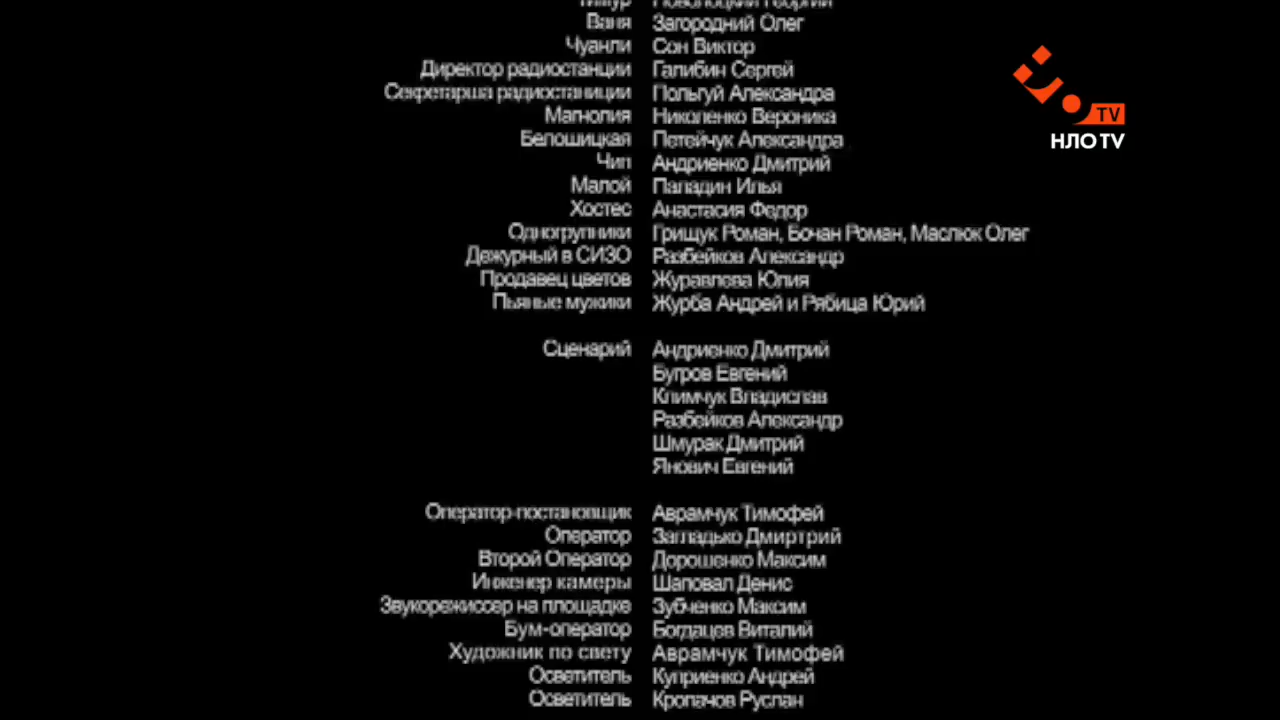 Ваня Загородний Олег
Чуанли Сон Виктор
Директор радиостанции Галибин Сергей
Секретарша радиостаниции Польгуй Александра
Магнолия Николенко Вероника
Белошицкая Петейчук Александра
Чип Андриенко Дмитрий
Малой Паладин Илья
Хостес Анастасия Федор
Одногрупники Грищук Роман, Бочан Роман, Маслюк Олег
Дежурный в СИЗО Разбейков Александр
Продавец цветов Журавлева Юлия
Пьяные мужики Журба Андрей и Рябица Юрий
Сценарий Андриенко Дмитрий
Бугров Евгений
Климчук Владислав
Разбейков Александр
Шмурак Дмитрий
Янович Евгений
Оператор-постановщик Аврамчук Тимофей
Оператор Загладько Дмиртрий
Второй Оператор Дорошенко Максим
Инженер камеры Шаповал Денис
Звукорежиссер на площадке Зубченко Максим
Бум-оператор Богдацев Виталий
Художник по свету Аврамчук Тимофей
Осветитель Куприенко Андрей
Осветитель Кропачов Руслан
TV
НЛО TV